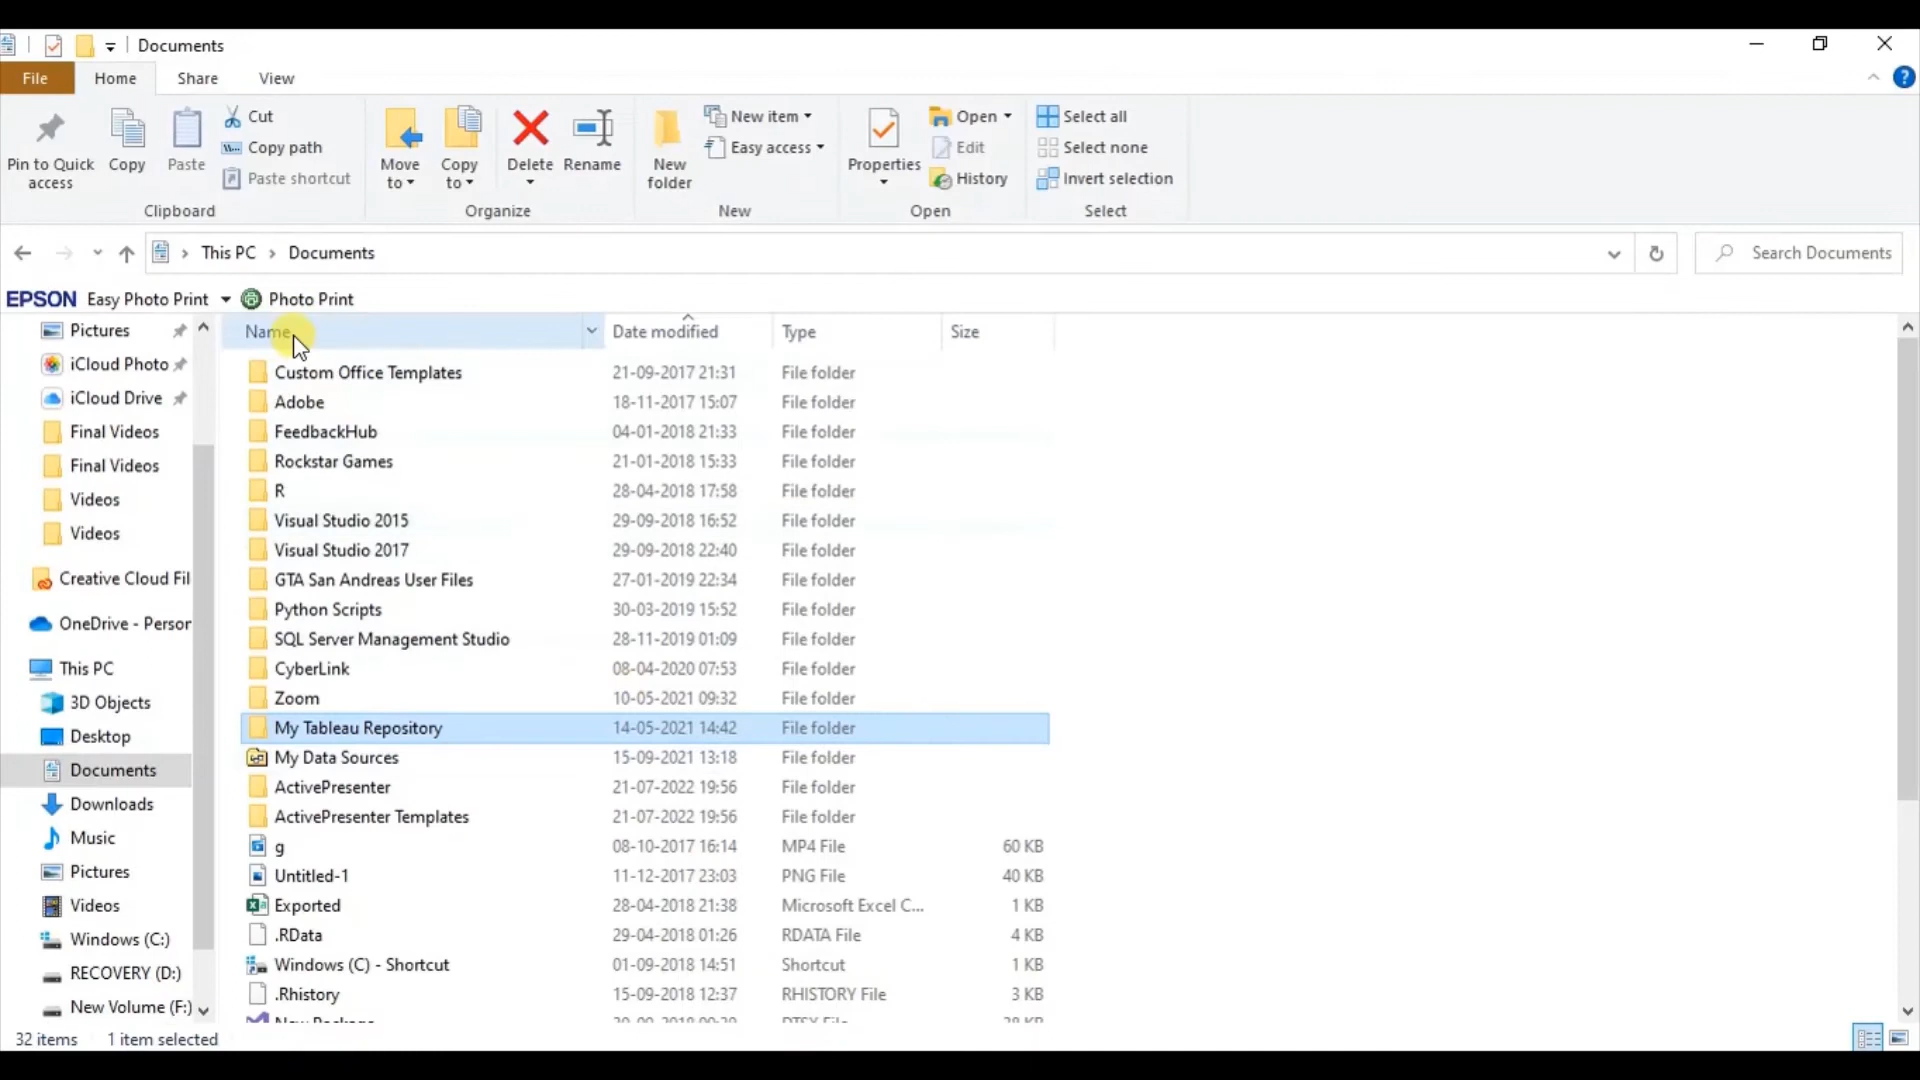 Documents
File Home Share View
Pin to Quick access
Copy
Paste
Cut
Copy path
Paste shortcut
Clipboard
Move to
Copy to
Delete
Rename
Organize
New folder
New item
Easy access
New
Properties
Open
Edit
History
Open
Select all
Select none
Invert selection
Select
This PC > Documents
Search Documents
EPSON Easy Photo Print Photo Print
Pictures
iCloud Photo
iCloud Drive
Final Videos
Final Videos
Videos
Videos
Creative Cloud Fil
OneDrive - Persor
This PC
3D Objects
Desktop
Documents
Downloads
Music
Pictures
Videos
Windows (C:)
RECOVERY (D:)
New Volume (F:)
Name Date modified Type Size
Custom Office Templates 21-09-2017 21:31 File folder
Adobe 18-11-2017 15:07 File folder
FeedbackHub 04-01-2018 21:33 File folder
Rockstar Games 21-01-2018 15:33 File folder
R 28-04-2018 17:58 File folder
Visual Studio 2015 29-09-2018 16:52 File folder
Visual Studio 2017 29-09-2018 22:40 File folder
GTA San Andreas User Files 27-01-2019 22:34 File folder
Python Scripts 30-03-2019 15:52 File folder
SQL Server Management Studio 28-11-2019 01:09 File folder
CyberLink 08-04-2020 07:53 File folder
Zoom 10-05-2021 09:32 File folder
My Tableau Repository 14-05-2021 14:42 File folder
My Data Sources 15-09-2021 13:18 File folder
ActivePresenter 21-07-2022 19:56 File folder
ActivePresenter Templates 21-07-2022 19:56 File folder
g 08-10-2017 16:14 MP4 File 60 KB
Untitled-1 11-12-2017 23:03 PNG File 40 KB
Exported 28-04-2018 21:38 Microsoft Excel C... 1 KB
.RData 29-04-2018 01:26 RDATA File 4 KB
Windows (C) - Shortcut 01-09-2018 14:51 Shortcut 1 KB
.Rhistory 15-09-2018 12:37 RHISTORY File 3 KB
32 items 1 item selected